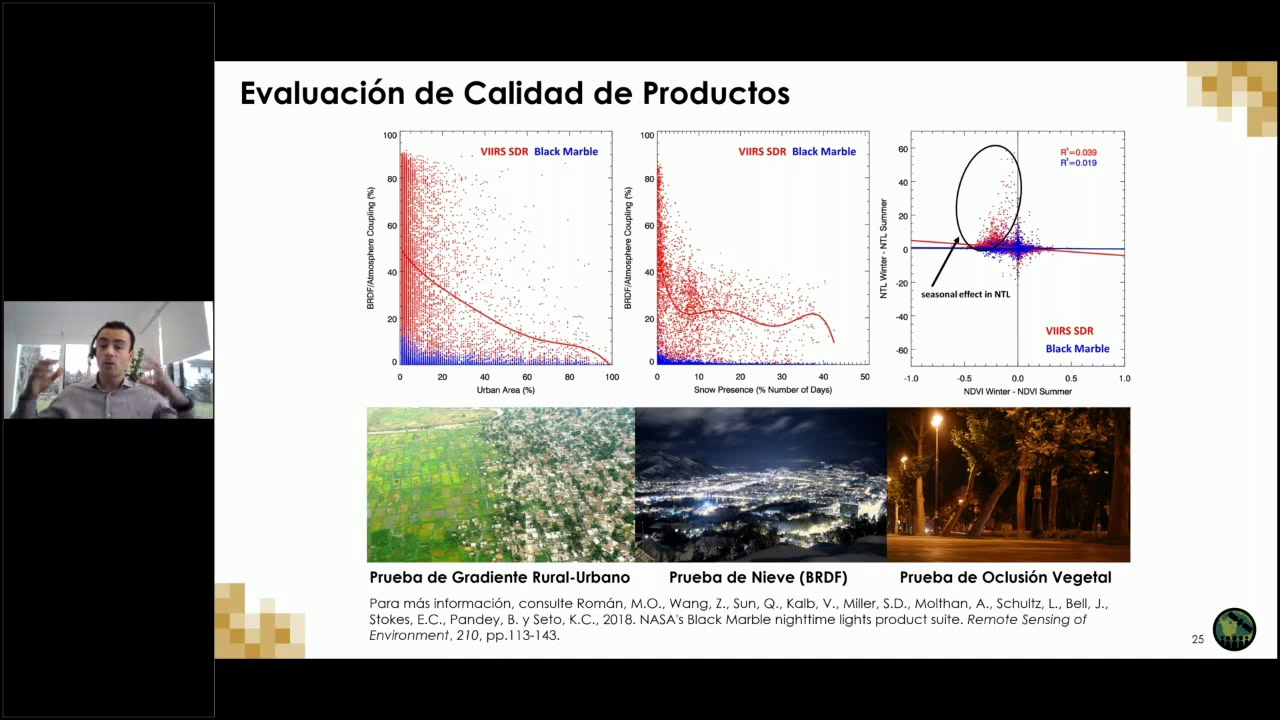 Evaluación de Calidad de Productos
VIIRS SDR Black Marble
BRDF/Atmosphere Coupling (%)
100
80
60
40
20
0
0 20 40 60 80 100
Urban Area (%)
VIIRS SDR Black Marble
BRDF/Atmosphere Coupling (%)
100
80
60
40
20
0
0 10 20 30 40 50
Snow Presence (% Number of Days)
R²=0.039
R²=0.019
NTL Winter - NTL Summer
60
40
20
0
-20
-40
-60
seasonal effect in NTL
VIIRS SDR
Black Marble
-1.0 -0.5 0.0 0.5 1.0
NDVI Winter - NDVI Summer
Prueba de Gradiente Rural-Urbano
Prueba de Nieve (BRDF)
Prueba de Oclusión Vegetal
Para más información, consulte Román, M.O., Wang, Z., Sun, Q., Kalb, V., Miller, S.D., Molthan, A., Schultz, L., Bell, J.,
Stokes, E.C., Pandey, B. y Seto, K.C., 2018. NASA's Black Marble nighttime lights product suite. Remote Sensing of
Environment, 210, pp.113-143.
25